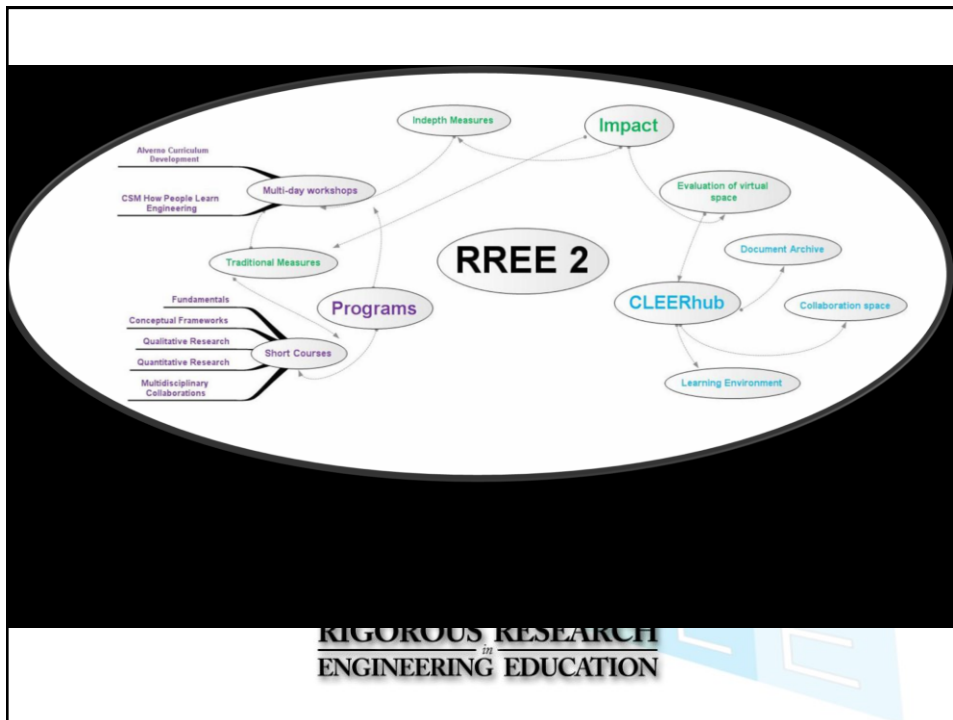 Indepth Measures
Impact
Alverno Curriculum
Development
Multi-day workshops
CSM How People Learn
Engineering
Evaluation of virtual
space
Traditional Measures
RREE 2
Document Archive
Programs
CLEERhub
Collaboration space
Fundamentals
Conceptual Frameworks
Qualitative Research
Short Courses
Quantitative Research
Multidisciplinary
Collaborations
Learning Environment
RIGOROUS RESEARCH
in
ENGINEERING EDUCATION